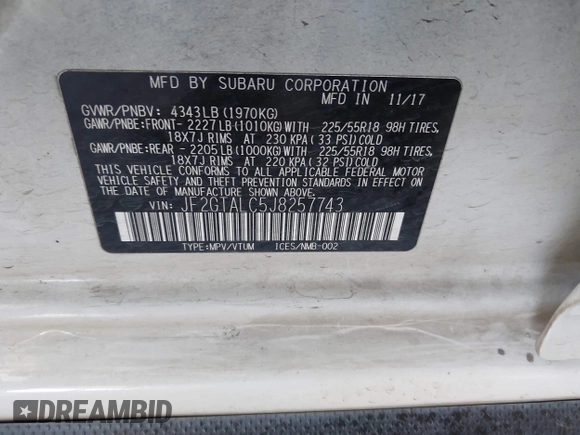 MFD BY SUBARU CORPORATION
MFD IN 11/17
GVWR/PNBV: 4343LB(1970KG)
GAWR/PNBE:FRONT- 2227LB(1010KG)WITH 225/55R18 98H TIRES,
18X7J RIMS AT 230 KPA(33 PSI)COLD
GAWR/PNBE:REAR - 2205LB(1000KG)WITH 225/55R18 98H TIRES,
18X7J RIMS AT 220 KPA(32 PSI)COLD
THIS VEHICLE CONFORMS TO ALL APPLICABLE FEDERAL MOTOR
VEHICLE SAFETY AND THEFT PREVENTION STANDARDS IN EFFECT
ON THE DATE OF MANUFACTURE SHOWN ABOVE.
VIN: JF2GTALC5J8257743
TYPE:MPV/VTUM ICES/NMB-002
DREAMBID